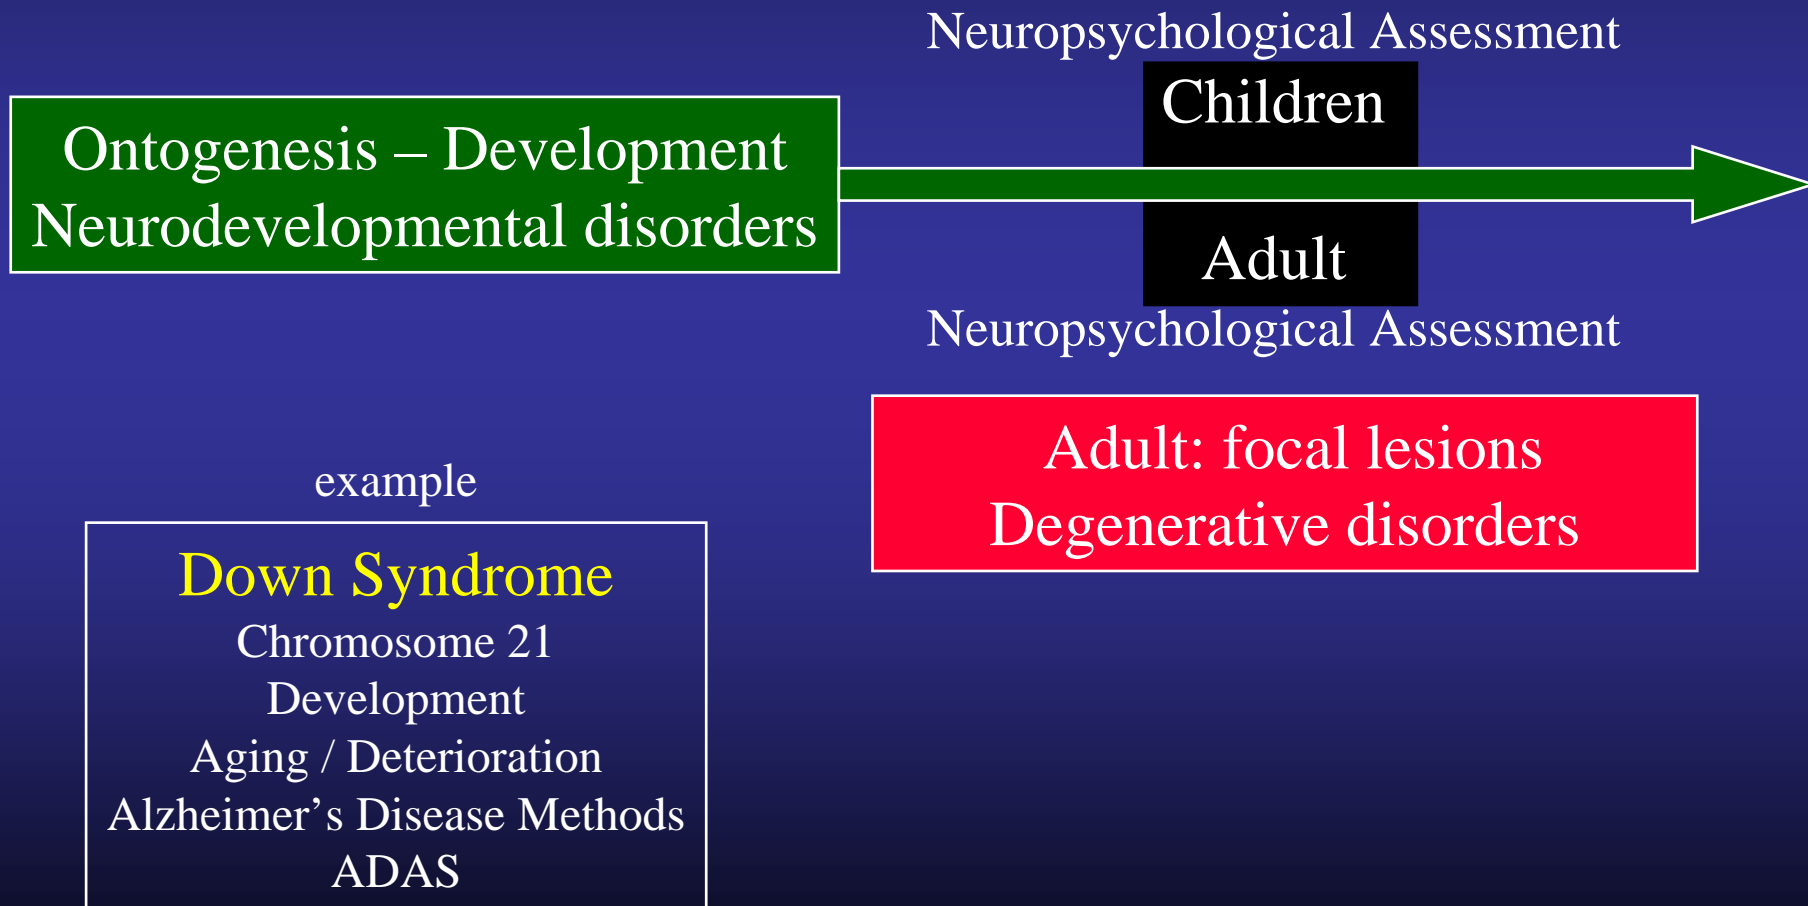 Neuropsychological Assessment
Children
Ontogenesis – Development
Neurodevelopmental disorders
Adult
Neuropsychological Assessment
Adult: focal lesions
Degenerative disorders
example
Down Syndrome
Chromosome 21
Development
Aging / Deterioration
Alzheimer’s Disease Methods
ADAS